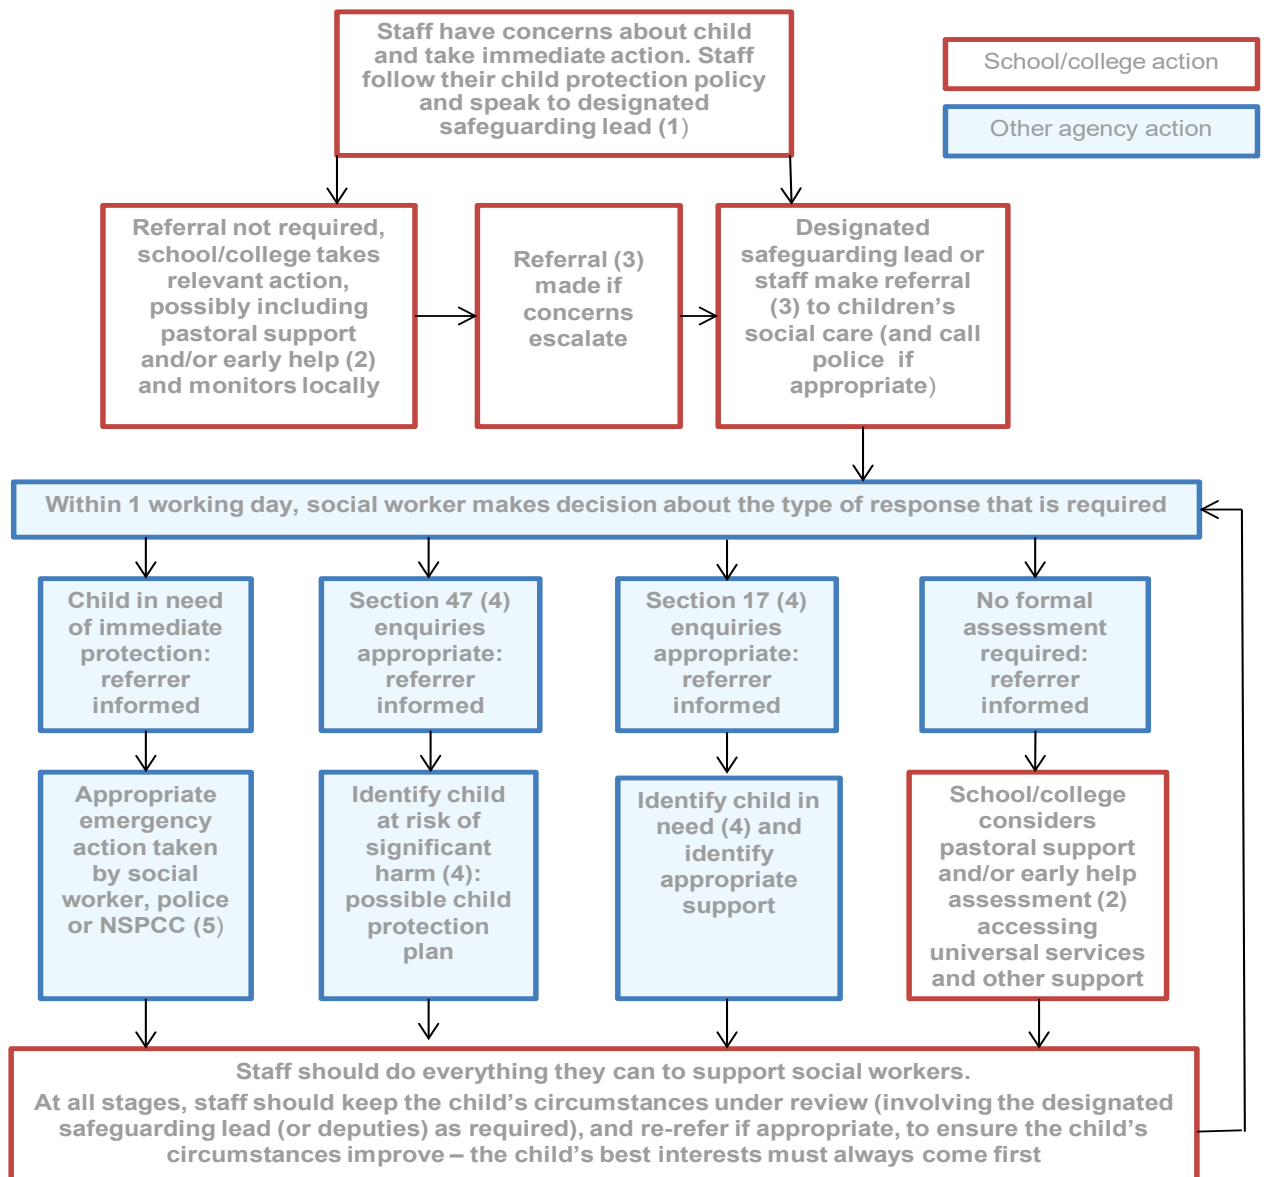 Staff have concerns about child
and take immediate action. Staff
follow their child protection policy
and speak to designated
safeguarding lead (1)
School/college action
Other agency action
Referral not required,
school/college takes
relevant action,
possibly including
pastoral support
and/or early help (2)
and monitors locally
Referral (3)
made if
concerns
escalate
Designated
safeguarding lead or
staff make referral
(3) to children’s
social care (and call
police if
appropriate)
Within 1 working day, social worker makes decision about the type of response that is required
Child in need
of immediate
protection:
referrer
informed
Section 47 (4)
enquiries
appropriate:
referrer
informed
Section 17 (4)
enquiries
appropriate:
referrer
informed
No formal
assessment
required:
referrer
informed
Appropriate
emergency
action taken
by social
worker, police
or NSPCC (5)
Identify child
at risk of
significant
harm (4):
possible child
protection
plan
Identify child in
need (4) and
identify
appropriate
support
School/college
considers
pastoral support
and/or early help
assessment (2)
accessing
universal services
and other support
Staff should do everything they can to support social workers.
At all stages, staff should keep the child’s circumstances under review (involving the designated
safeguarding lead (or deputies) as required), and re-refer if appropriate, to ensure the child’s
circumstances improve – the child’s best interests must always come first